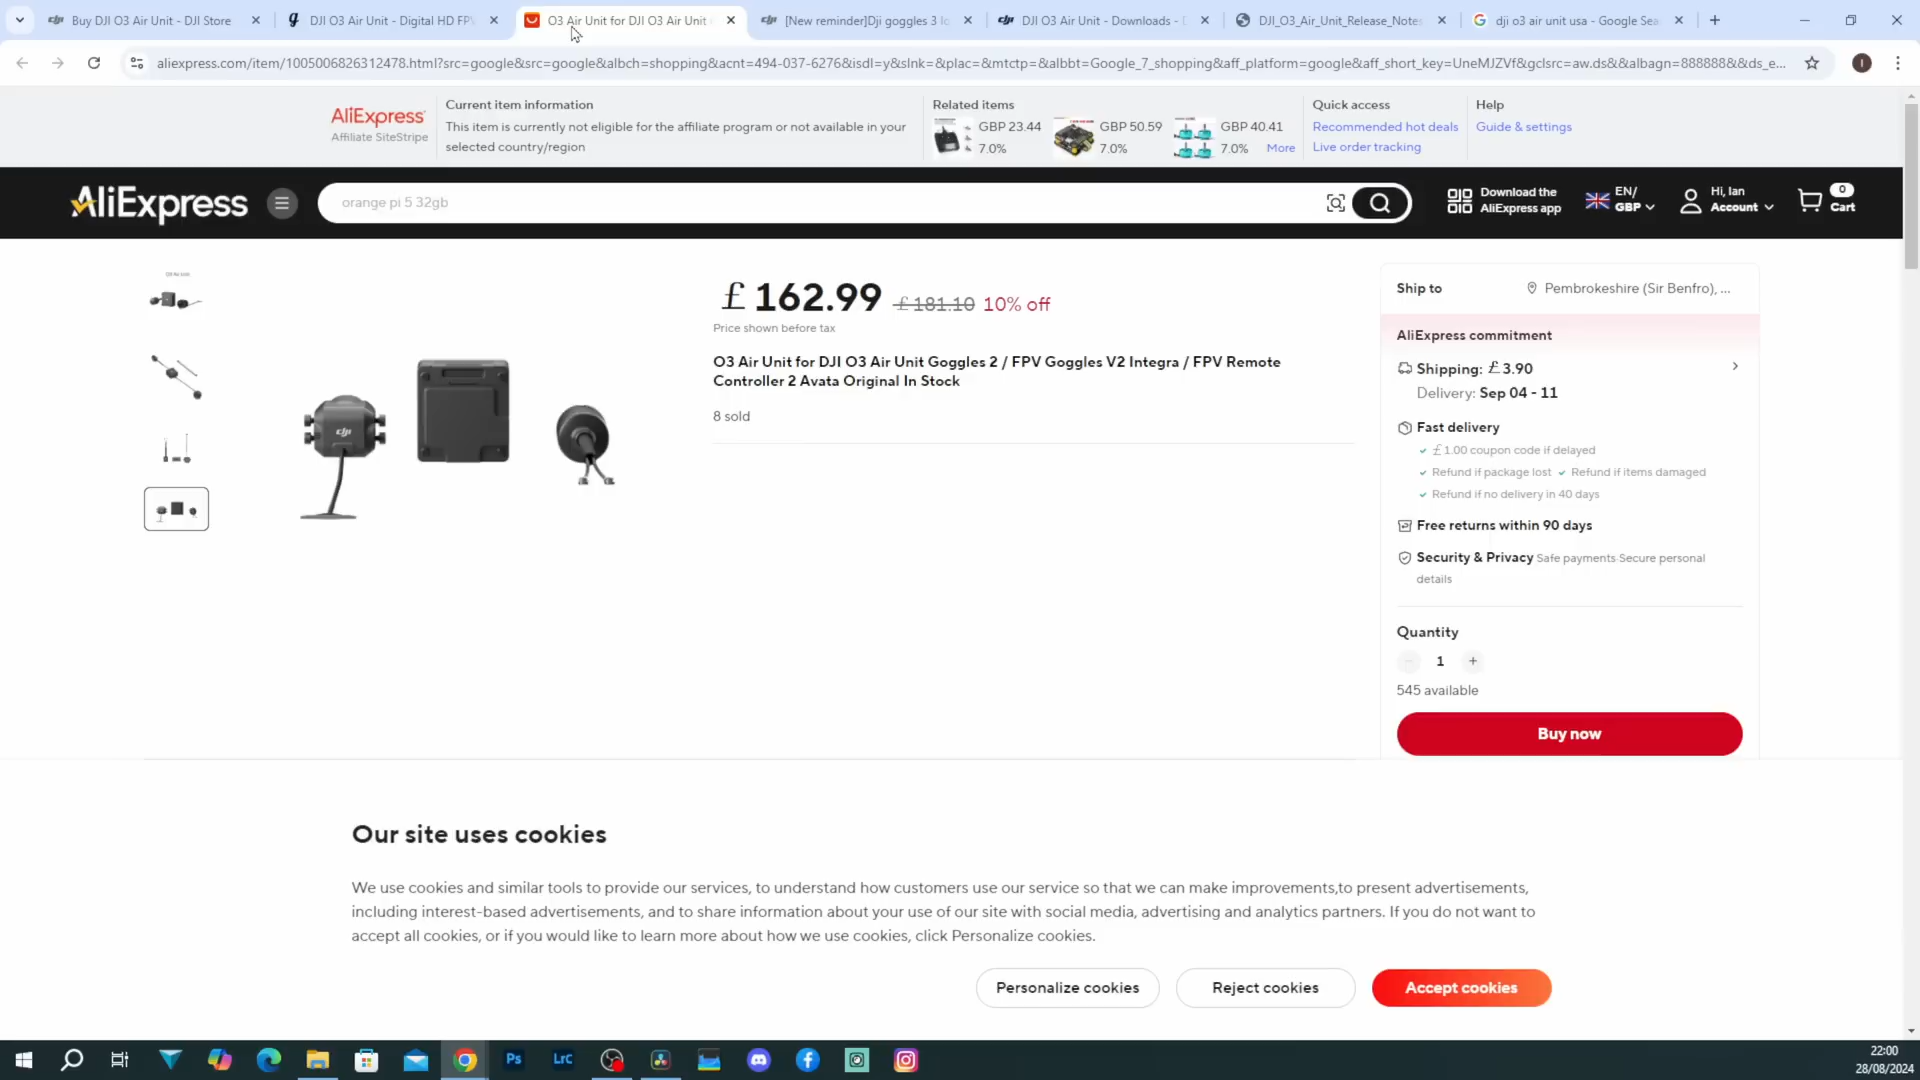 Buy DJI O3 Air Unit - DJI Store
DJI O3 Air Unit - Digital HD FPV
O3 Air Unit for DJI O3 Air Unit
[New reminder]Dji goggles 3 lo
DJI O3 Air Unit - Downloads - D
DJI_O3_Air_Unit_Release_Notes
dji o3 air unit usa - Google Sea
aliexpress.com/item/1005006826312478.html?src=google&src=google&albch=shopping&acnt=494-037-6276&isdl=y&slnk=&plac=&mtctp=&albbt=Google_7_shopping&aff_platform=google&aff_short_key=UneMJZVf&gclsrc=aw.ds&&albagn=888888&&ds_e...
AliExpress
Affiliate SiteStripe
Current item information
This item is currently not eligible for the affiliate program or not available in your
selected country/region
Related items
GBP 23.44
7.0%
GBP 50.59
7.0%
GBP 40.41
7.0%
More
Quick access
Recommended hot deals
Live order tracking
Help
Guide & settings
AliExpress
orange pi 5 32gb
Download the
AliExpress app
EN/
GBP
Hi, Ian
Account
0
Cart
£162.99 £181.10 10% off
Price shown before tax
O3 Air Unit for DJI O3 Air Unit Goggles 2 / FPV Goggles V2 Integra / FPV Remote
Controller 2 Avata Original In Stock
8 sold
Ship to
Pembrokeshire (Sir Benfro), ...
AliExpress commitment
Shipping: £3.90
Delivery: Sep 04 - 11
Fast delivery
£1.00 coupon code if delayed
Refund if package lost
Refund if items damaged
Refund if no delivery in 40 days
Free returns within 90 days
Security & Privacy Safe payments·Secure personal
details
Quantity
- 1 +
545 available
Buy now
Our site uses cookies
We use cookies and similar tools to provide our services, to understand how customers use our service so that we can make improvements,to present advertisements,
including interest-based advertisements, and to share information about your use of our site with social media, advertising and analytics partners. If you do not want to
accept all cookies, or if you would like to learn more about how we use cookies, click Personalize cookies.
Personalize cookies
Reject cookies
Accept cookies
Ps
LrC
22:00
28/08/2024